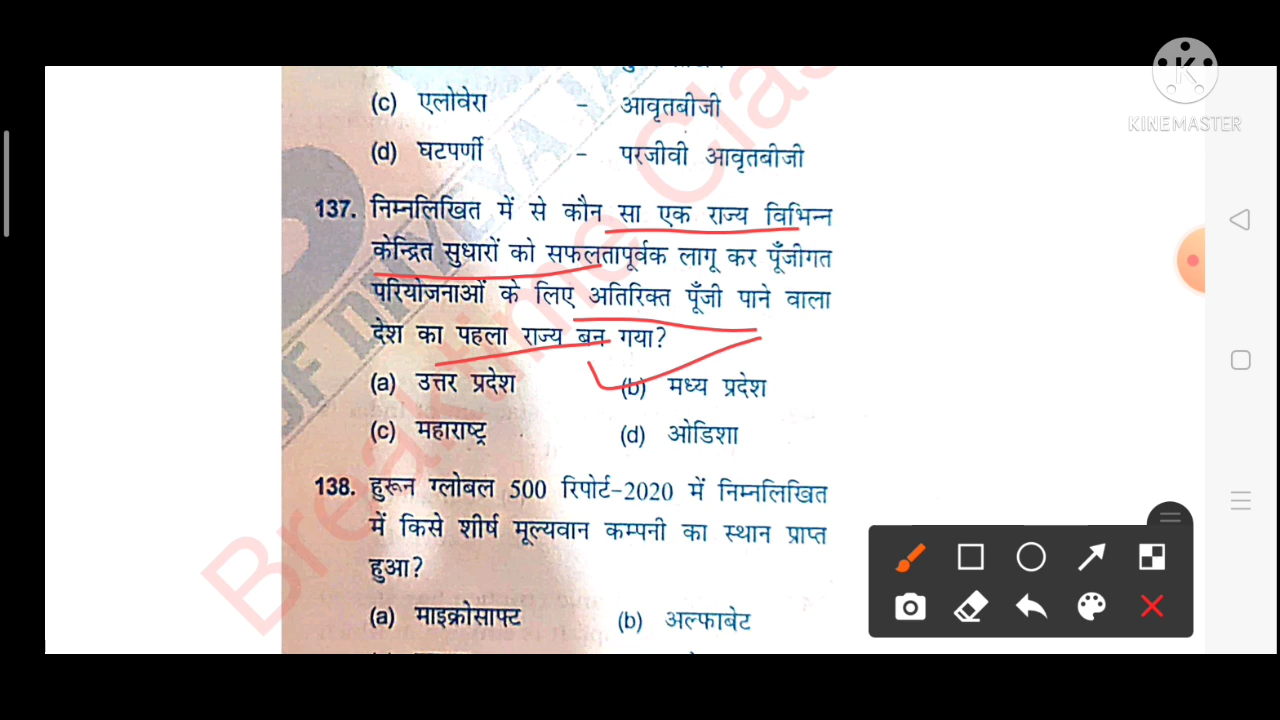 KINEMASTER
(c) एलोवेरा – आवृतबीजी
(d) घटपर्णी – परजीवी आवृतबीजी
137. निम्नलिखित में से कौन सा एक राज्य विभिन्न
केन्द्रित सुधारों को सफलतापूर्वक लागू कर पूँजीगत
परियोजनाओं के लिए अतिरिक्त पूँजी पाने वाला
देश का पहला राज्य बन गया?
(a) उत्तर प्रदेश (b) मध्य प्रदेश
(c) महाराष्ट्र (d) ओडिशा
138. हुरून ग्लोबल 500 रिपोर्ट-2020 में निम्नलिखित
में किसे शीर्ष मूल्यवान कम्पनी का स्थान प्राप्त
हुआ?
(a) माइक्रोसाफ्ट (b) अल्फाबेट